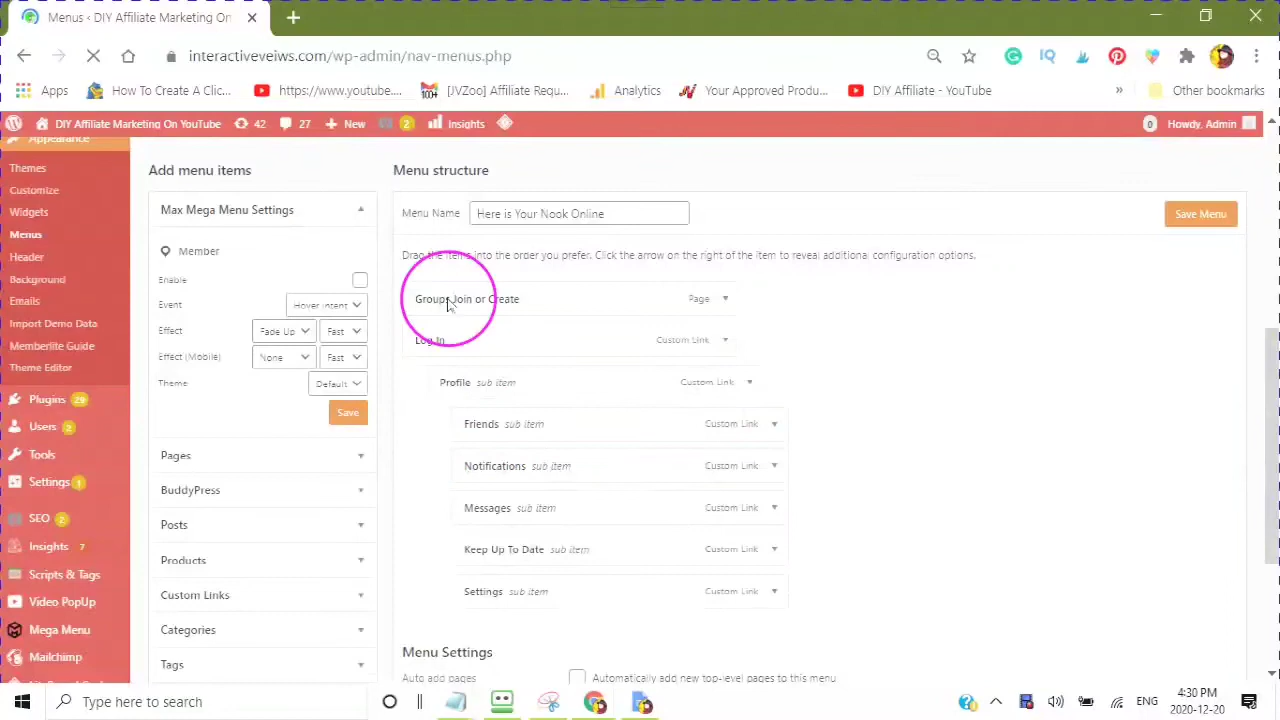 Menus ‹ DIY Affiliate Marketing On
interactiveveiws.com/wp-admin/nav-menus.php
Apps
How To Create A Clic...
https://www.youtube....
[JVZoo] Affiliate Requ...
Analytics
Your Approved Produ...
DIY Affiliate - YouTube
»
Other bookmarks
DIY Affiliate Marketing On YouTube
42
27
New
2
Insights
0
Howdy, Admin
Appearance
Themes
Customize
Widgets
Menus
Header
Background
Emails
Import Demo Data
Memberlite Guide
Theme Editor
Plugins 29
Users 2
Tools
Settings 1
SEO 2
Insights 7
Scripts & Tags
Video PopUp
Mega Menu
Mailchimp
Add menu items
Max Mega Menu Settings
Member
Enable
Event
Hover Intent
Effect
Fade Up
Fast
Effect (Mobile)
None
Fast
Theme
Default
Save
Pages
BuddyPress
Posts
Products
Custom Links
Categories
Tags
Menu structure
Menu Name
Here is Your Nook Online
Save Menu
Drag the items into the order you prefer. Click the arrow on the right of the item to reveal additional configuration options.
Groups Join or Create
Page
Log In
Custom Link
Profile sub item
Custom Link
Friends sub item
Custom Link
Notifications sub item
Custom Link
Messages sub item
Custom Link
Keep Up To Date sub item
Custom Link
Settings sub item
Custom Link
Menu Settings
Auto add pages
Automatically add new top-level pages to this menu
Type here to search
ENG
4:30 PM
2020-12-20